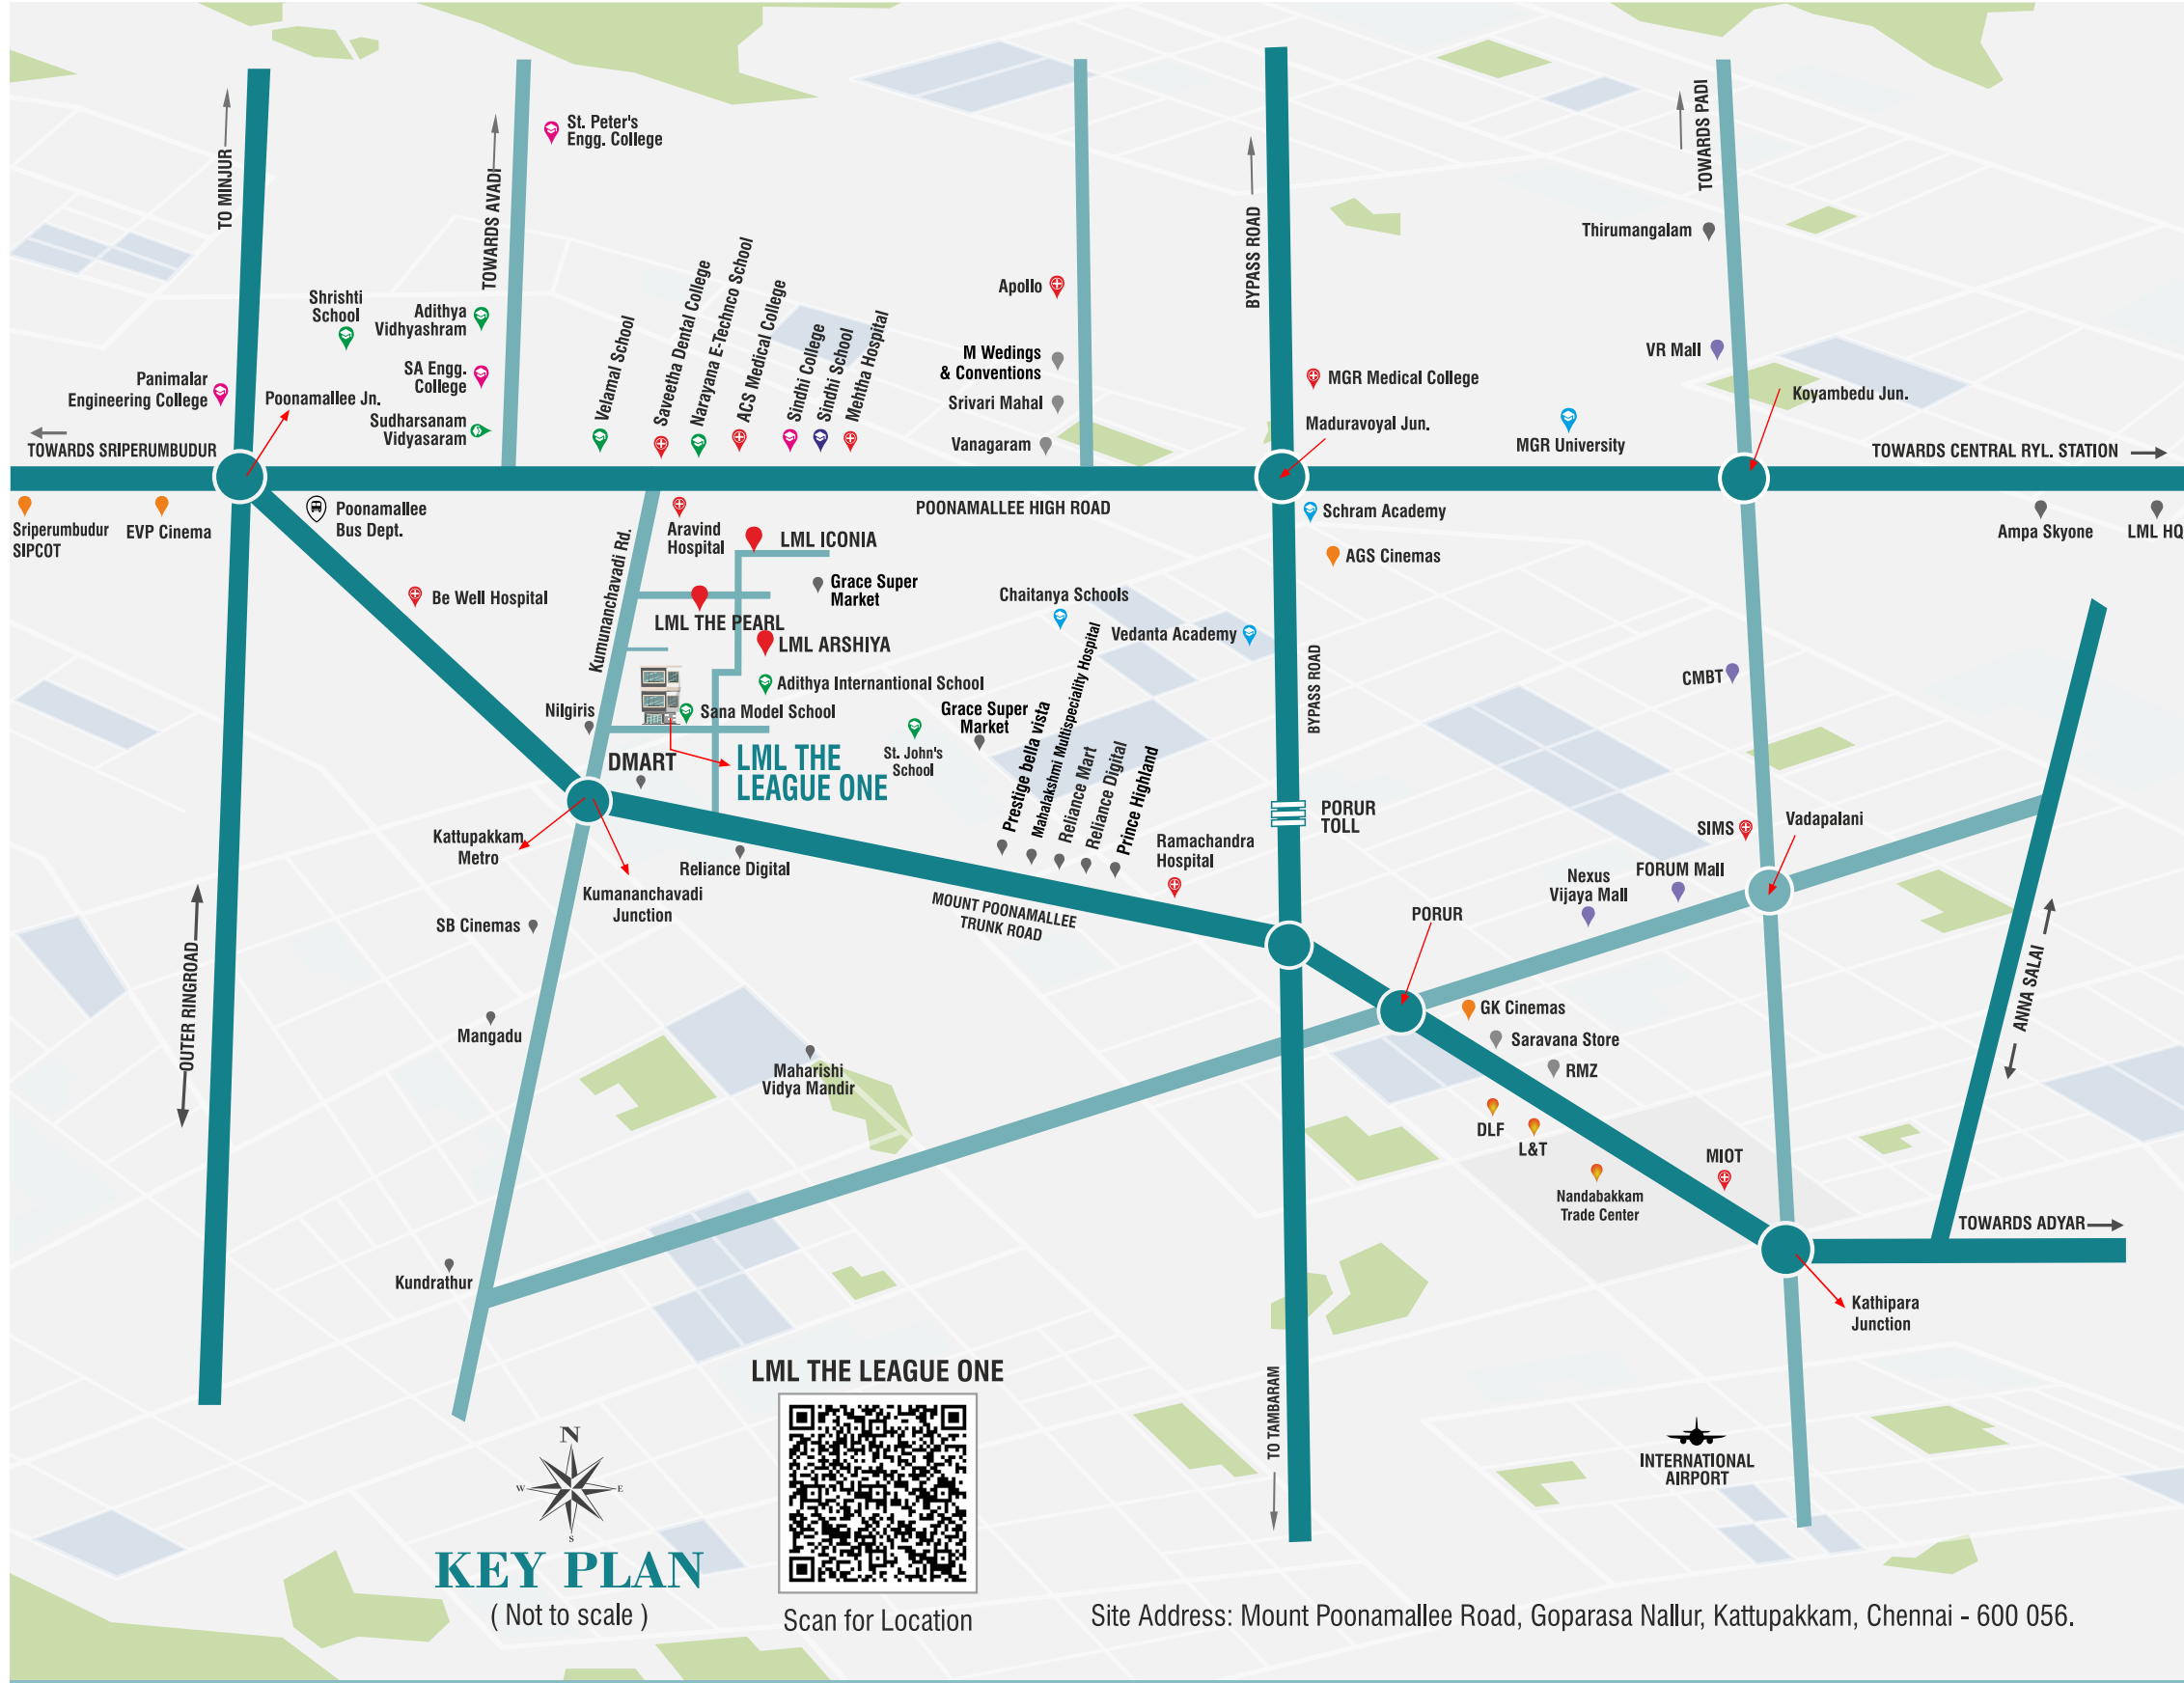 St. Peter's
Engg. College
TO MINJUR
TOWARDS AVADI
BYPASS ROAD
TOWARDS PADI
Thirumangalam
Shrishti
School
Adithya
Vidhyashram
SA Engg.
College
Sudharsanam
Vidyasaram
Panimalar
Engineering College
Poonamallee Jn.
TOWARDS SRIPERUMBUDUR
Velamal School
Saveetha Dental College
Narayana E-Technco School
ACS Medical College
Sindhi College
Sindhi School
Mehtha Hospital
Apollo
M Wedings
& Conventions
Srivari Mahal
Vanagaram
MGR Medical College
Maduravoyal Jun.
MGR University
VR Mall
Koyambedu Jun.
TOWARDS CENTRAL RYL. STATION
Sriperumbudur
SIPCOT
EVP Cinema
Poonamallee
Bus Dept.
Be Well Hospital
Kumunanchavadi Rd.
Aravind
Hospital
LML ICONIA
POONAMALLEE HIGH ROAD
Grace Super
Market
LML THE PEARL
LML ARSHIYA
Adithya Internantional School
Sana Model School
Nilgiris
DMART
LML THE
LEAGUE ONE
St. John's
School
Grace Super
Market
Chaitanya Schools
Vedanta Academy
Schram Academy
AGS Cinemas
Ampa Skyone
LML HQ
CMBT
BYPASS ROAD
Prestige bella vista
Mahalakshmi Multispeciality Hospital
Reliance Mart
Reliance Digital
Prince Highland
Ramachandra
Hospital
PORUR
TOLL
SIMS
Vadapalani
FORUM Mall
Nexus
Vijaya Mall
PORUR
Kattupakkam
Metro
Kumananchavadi
Junction
Reliance Digital
MOUNT POONAMALLEE
TRUNK ROAD
SB Cinemas
OUTER RINGROAD
Mangadu
Maharishi
Vidya Mandir
GK Cinemas
Saravana Store
RMZ
DLF
L&T
Nandabakkam
Trade Center
MIOT
ANNA SALAI
TOWARDS ADYAR
Kathipara
Junction
Kundrathur
LML THE LEAGUE ONE
TO TAMBARAM
INTERNATIONAL
AIRPORT
N
W
E
S
KEY PLAN
( Not to scale )
Scan for Location
Site Address: Mount Poonamallee Road, Goparasa Nallur, Kattupakkam, Chennai - 600 056.